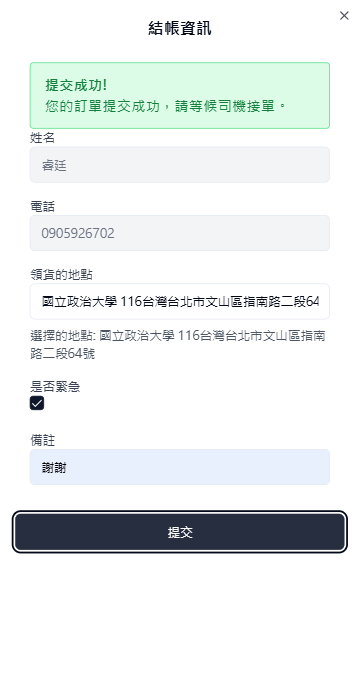 結帳資訊
提交成功!
您的訂單提交成功，請等候司機接單。
姓名
睿廷
電話
0905926702
領貨的地點
國立政治大學 116台灣台北市文山區指南路二段64
選擇的地點: 國立政治大學 116台灣台北市文山區指南
路二段64號
是否緊急
備註
謝謝
提交